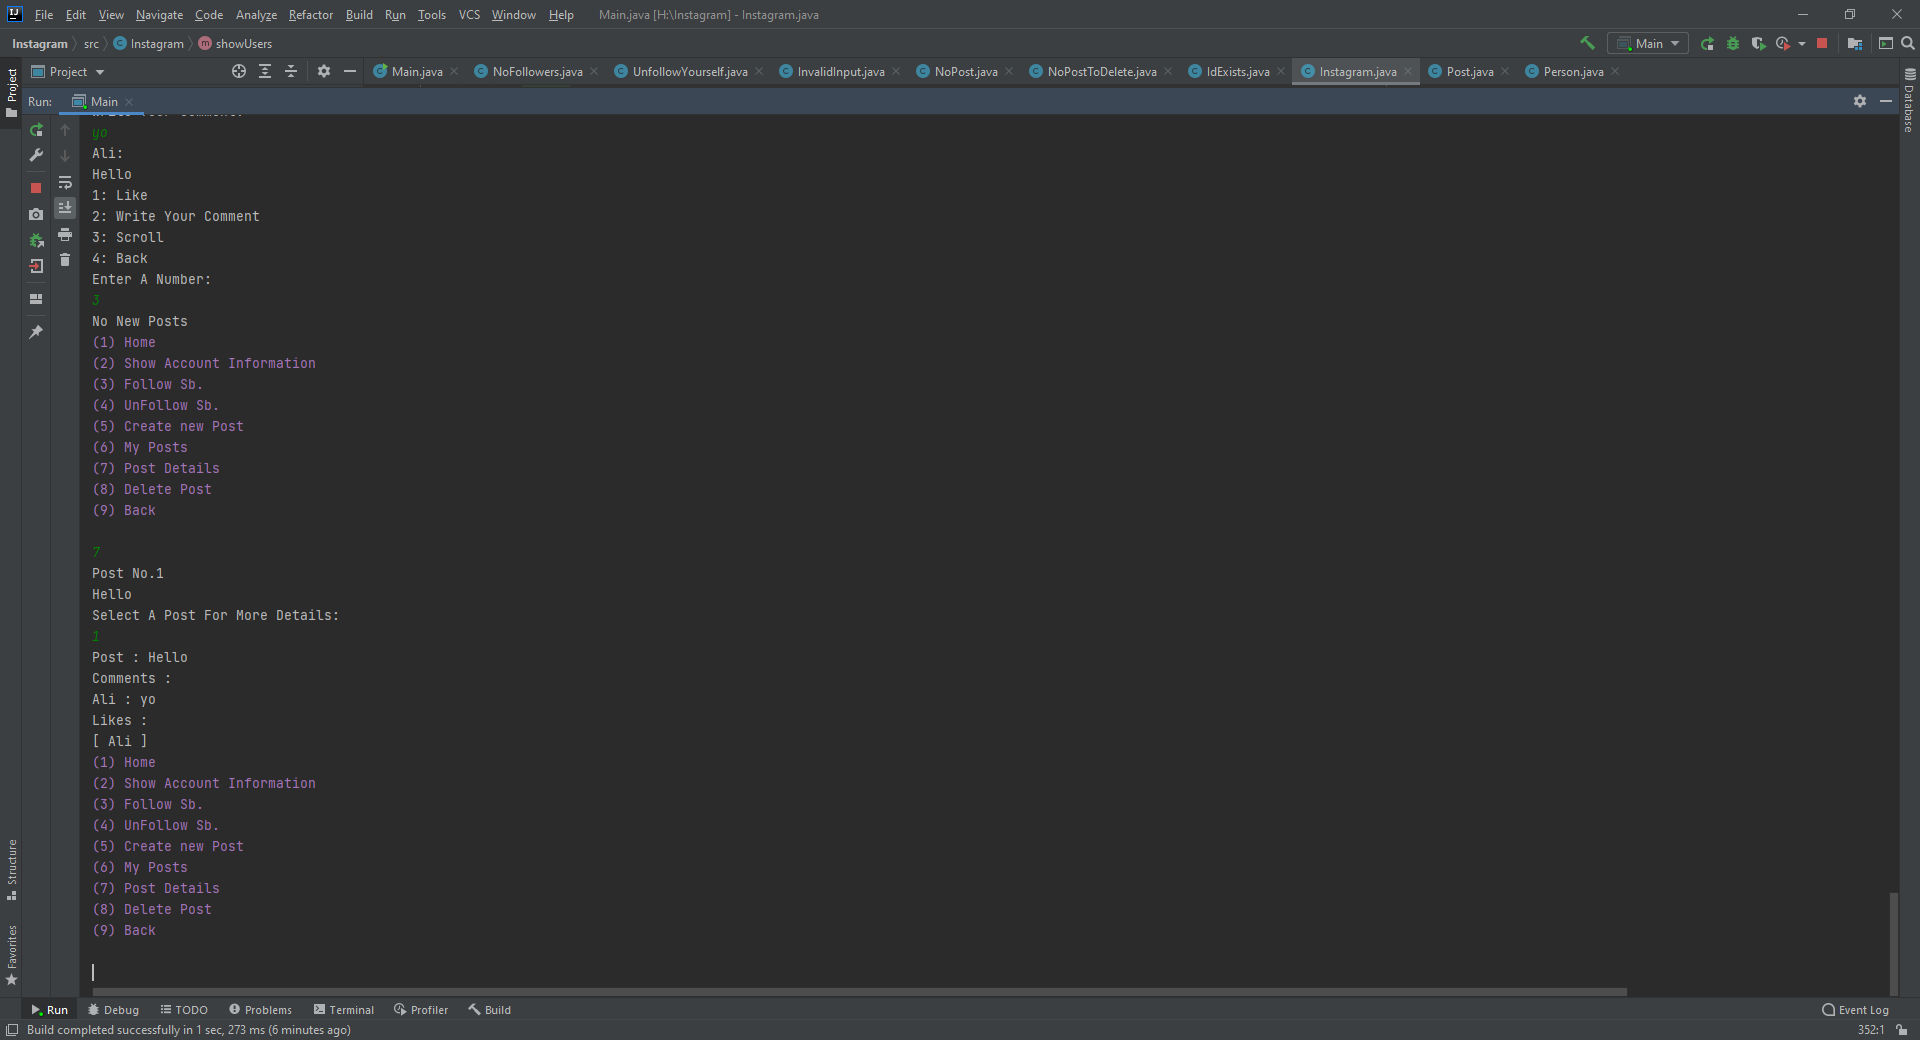 File Edit View Navigate Code Analyze Refactor Build Run Tools VCS Window Help Main.java [H:\Instagram] - Instagram.java
Instagram src Instagram showUsers Main
Project Main.java NoFollowers.java UnfollowYourself.java InvalidInput.java NoPost.java NoPostToDelete.java IdExists.java Instagram.java Post.java Person.java
Project
Database
Run: Main
yo
Ali:
Hello
1: Like
2: Write Your Comment
3: Scroll
4: Back
Enter A Number:
3
No New Posts
(1) Home
(2) Show Account Information
(3) Follow Sb.
(4) UnFollow Sb.
(5) Create new Post
(6) My Posts
(7) Post Details
(8) Delete Post
(9) Back
7
Post No.1
Hello
Select A Post For More Details:
1
Post : Hello
Comments :
Ali : yo
Likes :
[ Ali ]
(1) Home
(2) Show Account Information
(3) Follow Sb.
(4) UnFollow Sb.
(5) Create new Post
(6) My Posts
(7) Post Details
(8) Delete Post
(9) Back
Structure
Favorites
Run Debug TODO Problems Terminal Profiler Build Event Log
Build completed successfully in 1 sec, 273 ms (6 minutes ago) 352:1